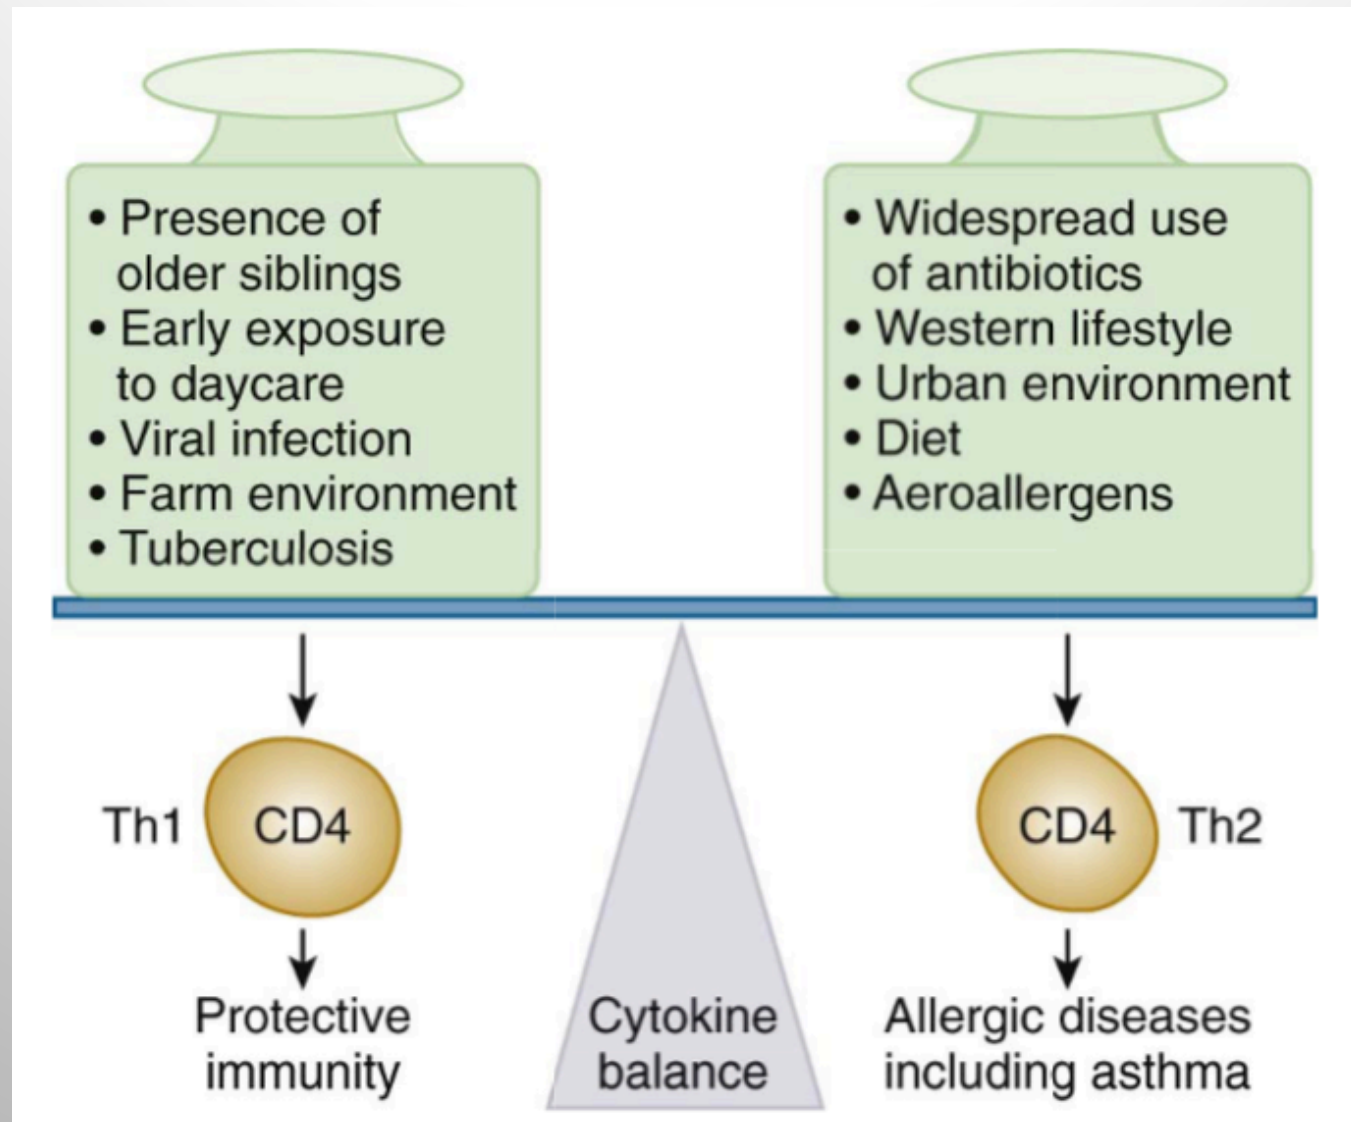 • Presence of
older siblings
• Early exposure
to daycare
• Viral infection
• Farm environment
• Tuberculosis
• Widespread use
of antibiotics
• Western lifestyle
• Urban environment
• Diet
• Aeroallergens
Th1
CD4
CD4
Th2
Protective
immunity
Cytokine
balance
Allergic diseases
including asthma